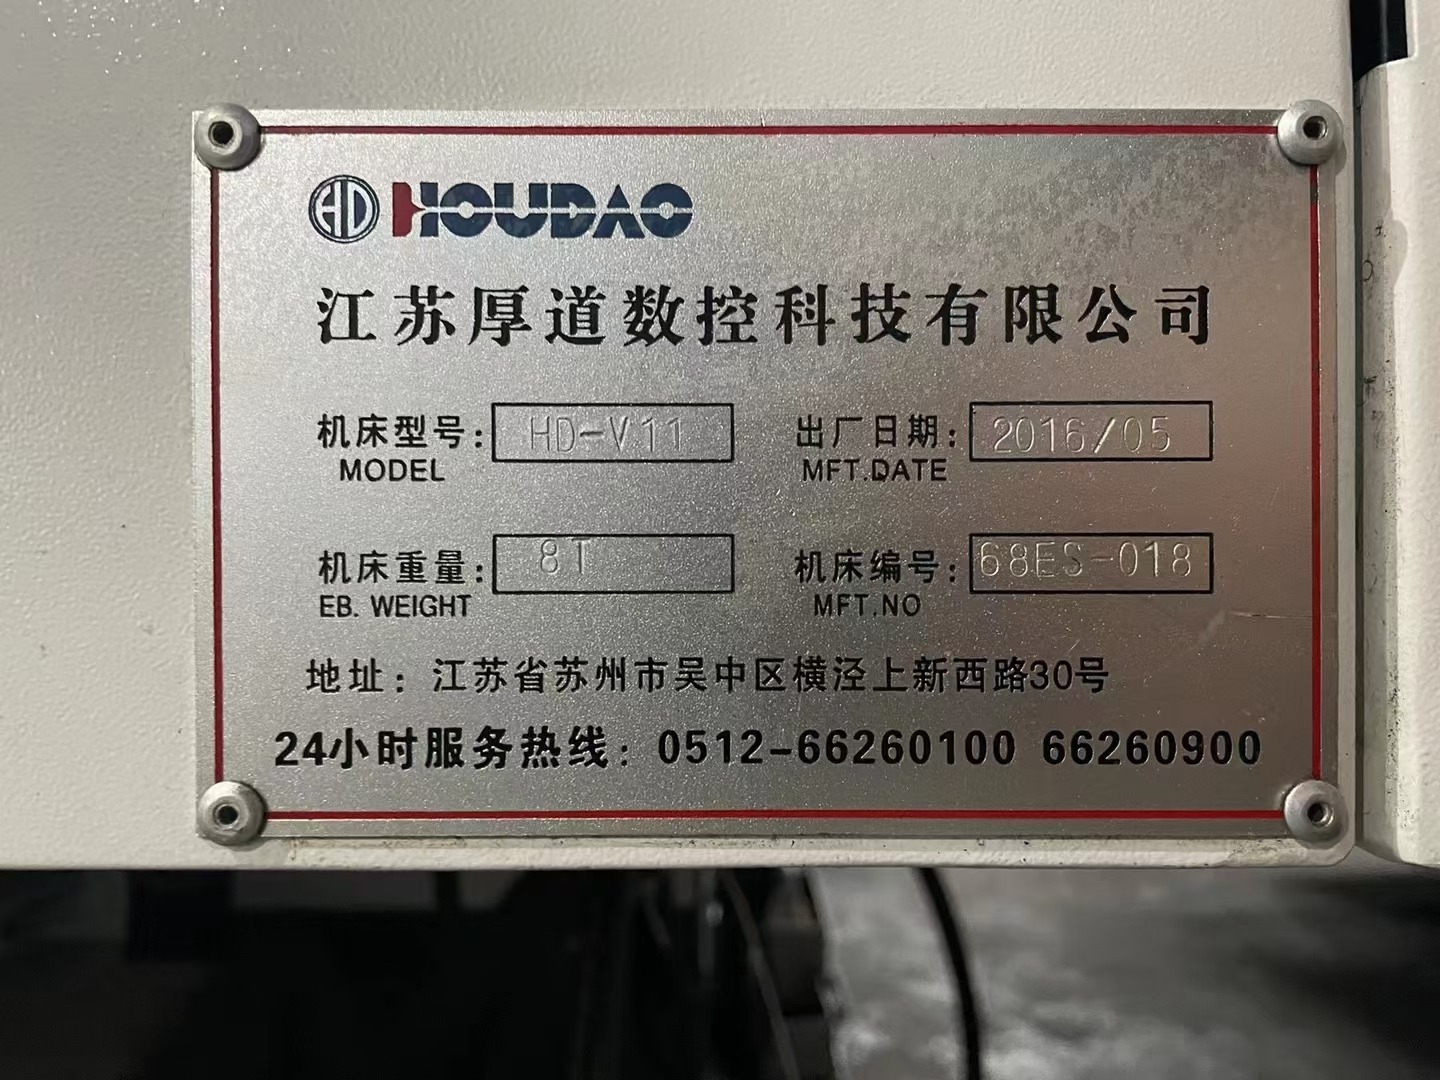 HD HOUDAO
江苏厚道数控科技有限公司
机床型号: HD-V11 出厂日期: 2016/05
MODEL MFT.DATE
机床重量: 8T 机床编号: 68ES-018
EB. WEIGHT MFT.NO
地址: 江苏省苏州市吴中区横泾上新西路30号
24小时服务热线: 0512-66260100 66260900